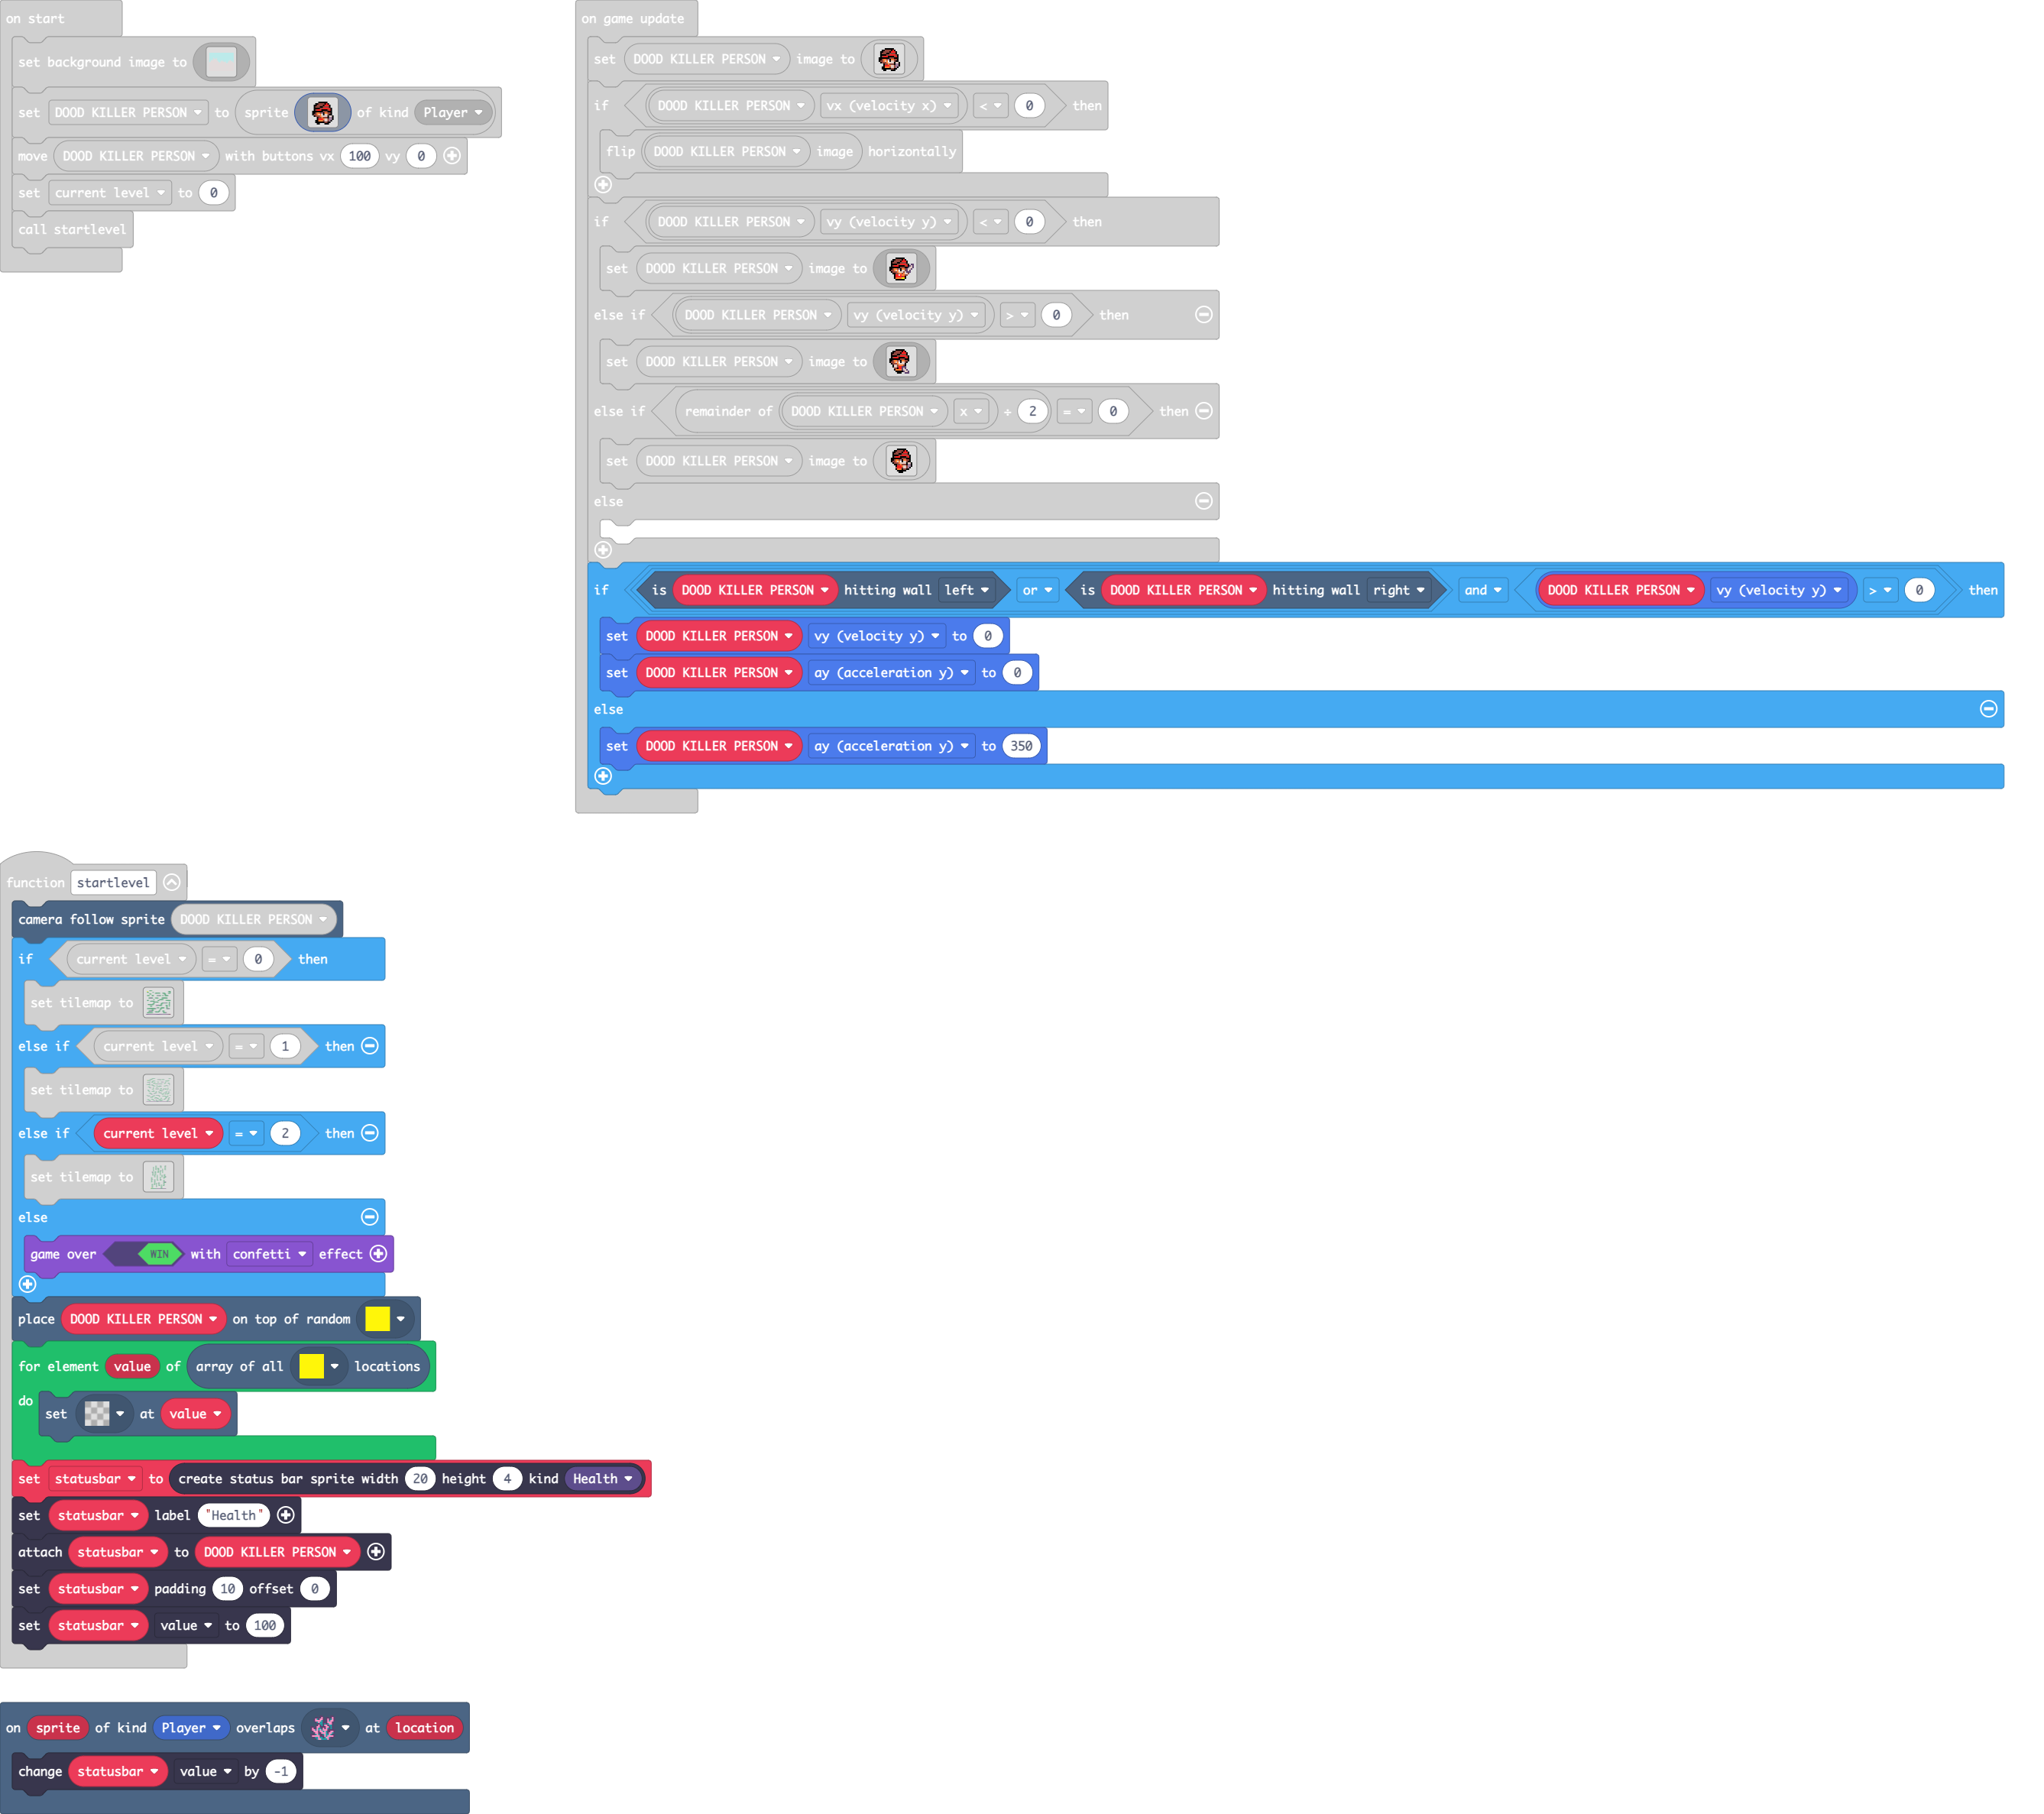 on start
set background image to
set DOOD KILLER PERSON to sprite of kind Player
move DOOD KILLER PERSON with buttons vx 100 vy 0
set current level to 0
call startlevel
on game update
set DOOD KILLER PERSON image to
if DOOD KILLER PERSON vx (velocity x) < 0 then
flip DOOD KILLER PERSON image horizontally
if DOOD KILLER PERSON vy (velocity y) < 0 then
set DOOD KILLER PERSON image to
else if DOOD KILLER PERSON vy (velocity y) > 0 then
set DOOD KILLER PERSON image to
else if remainder of DOOD KILLER PERSON x ÷ 2 = 0 then
set DOOD KILLER PERSON image to
else
if is DOOD KILLER PERSON hitting wall left or is DOOD KILLER PERSON hitting wall right and DOOD KILLER PERSON vy (velocity y) > 0 then
set DOOD KILLER PERSON vy (velocity y) to 0
set DOOD KILLER PERSON ay (acceleration y) to 0
else
set DOOD KILLER PERSON ay (acceleration y) to 350
function startlevel
camera follow sprite DOOD KILLER PERSON
if current level = 0 then
set tilemap to
else if current level = 1 then
set tilemap to
else if current level = 2 then
set tilemap to
else
game over WIN with confetti effect
place DOOD KILLER PERSON on top of random
for element value of array of all locations
do set at value
set statusbar to create status bar sprite width 20 height 4 kind Health
set statusbar label "Health"
attach statusbar to DOOD KILLER PERSON
set statusbar padding 10 offset 0
set statusbar value to 100
on sprite of kind Player overlaps at location
change statusbar value by -1